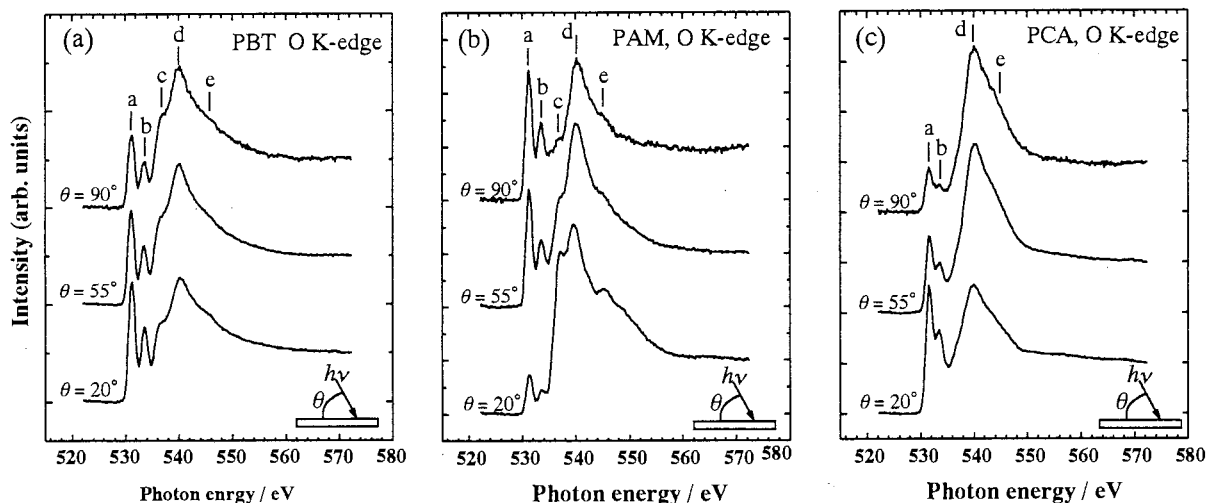 (a) PBT O K-edge
a
b
c
d
e
θ = 90°
θ = 55°
θ = 20°
hν
θ
520 530 540 550 560 570 580
Photon enrgy / eV
Intensity (arb. units)
(b) PAM, O K-edge
a
b
c
d
e
θ = 90°
θ = 55°
θ = 20°
hν
θ
520 530 540 550 560 570 580
Photon energy / eV
(c) PCA, O K-edge
a
b
d
e
θ = 90°
θ = 55°
θ = 20°
hν
θ
520 530 540 550 560 570 580
Photon energy / eV